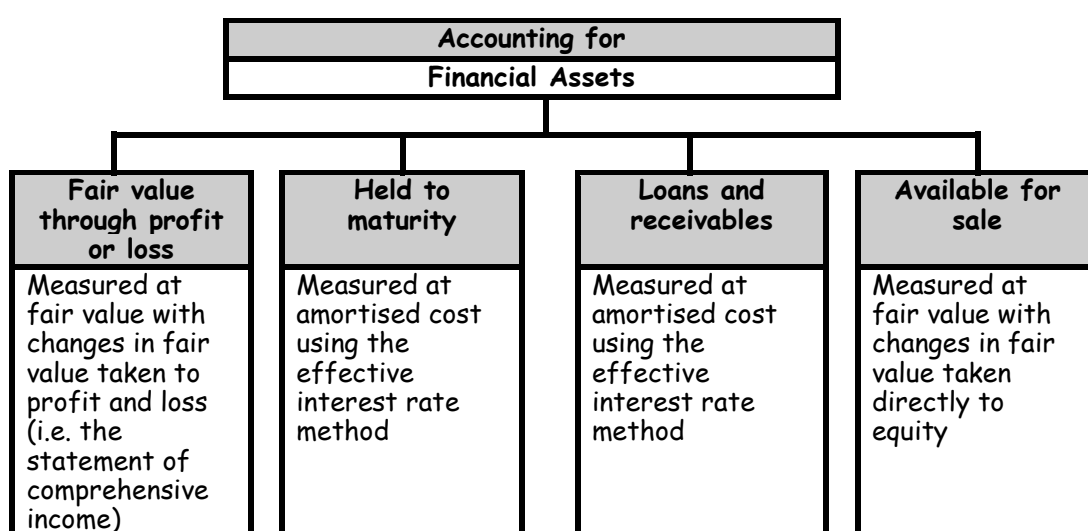 Accounting for
Financial Assets
Fair value
through profit
or loss
Measured at
fair value with
changes in fair
value taken to
profit and loss
(i.e. the
statement of
comprehensive
income)
Held to
maturity
Measured at
amortised cost
using the
effective
interest rate
method
Loans and
receivables
Measured at
amortised cost
using the
effective
interest rate
method
Available for
sale
Measured at
fair value with
changes in fair
value taken
directly to
equity